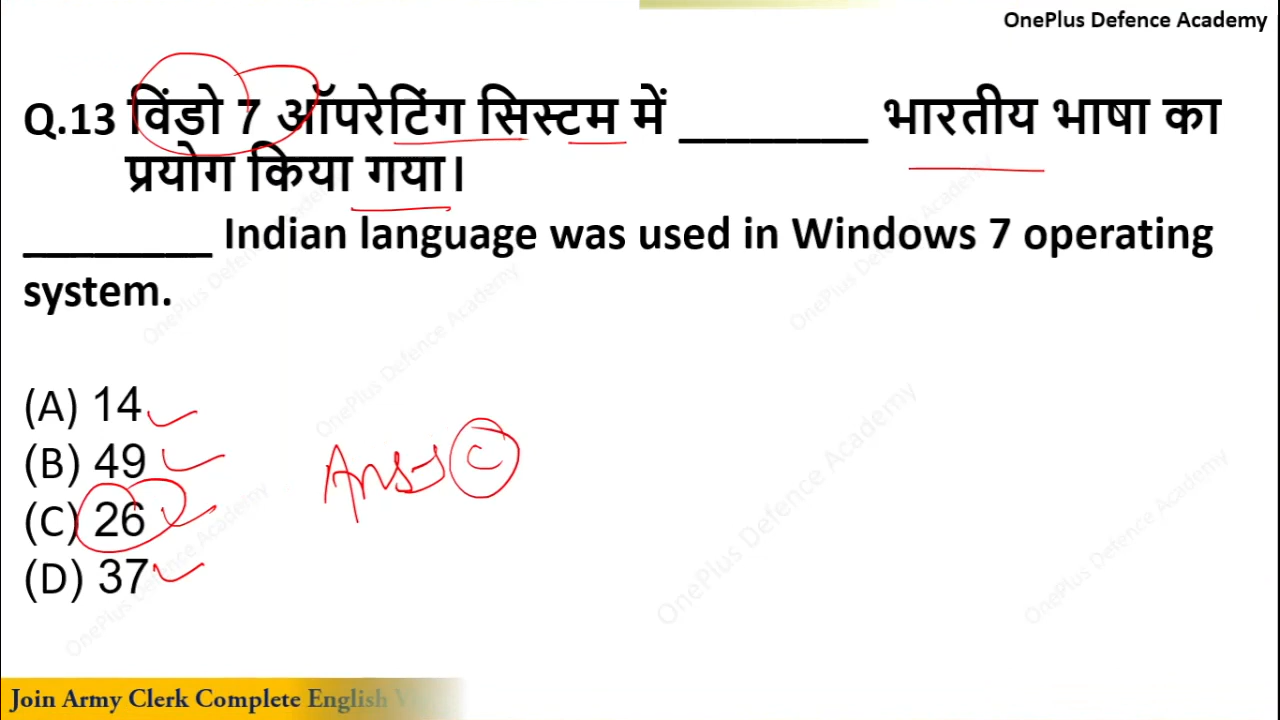 OnePlus Defence Academy
Q.13 विंडो 7 ऑपरेटिंग सिस्टम में ________ भारतीय भाषा का
प्रयोग किया गया।
________ Indian language was used in Windows 7 operating
system.
(A) 14
(B) 49
(C) 26
(D) 37
Ans C
Join Army Clerk Complete English